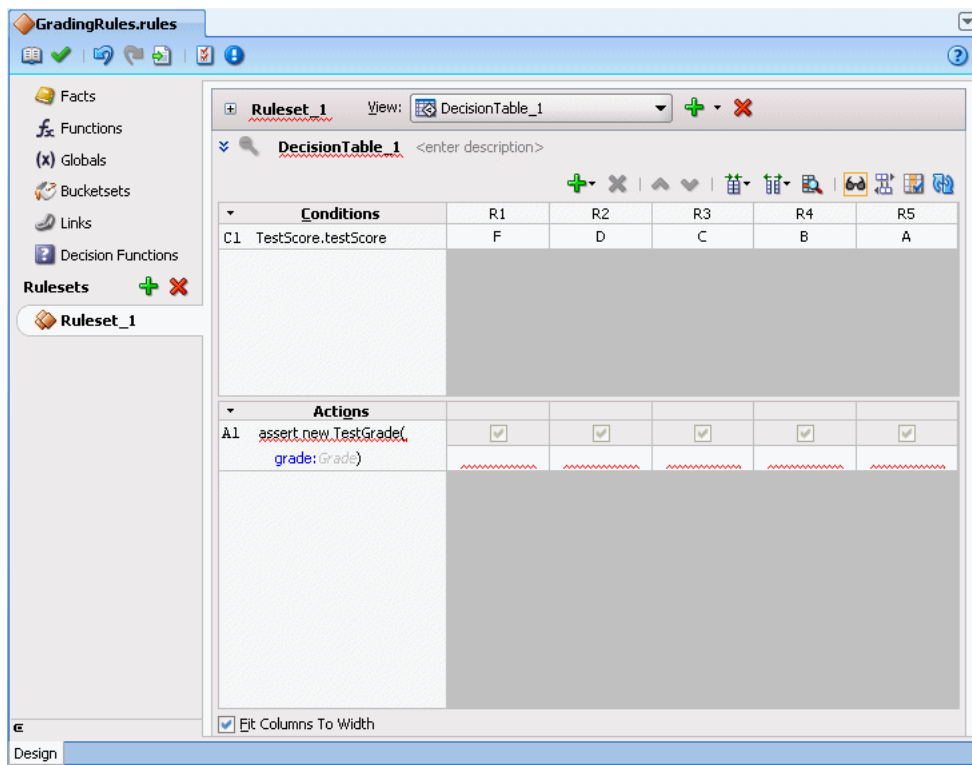 GradingRules.rules
Facts
Functions
Globals
Bucketsets
Links
Decision Functions
Rulesets
Ruleset_1
Ruleset_1 View: DecisionTable_1
DecisionTable_1 <enter description>
Conditions R1 R2 R3 R4 R5
C1 TestScore.testScore F D C B A
Actions
A1 assert new TestGrade(
grade:Grade)
Fit Columns To Width
Design